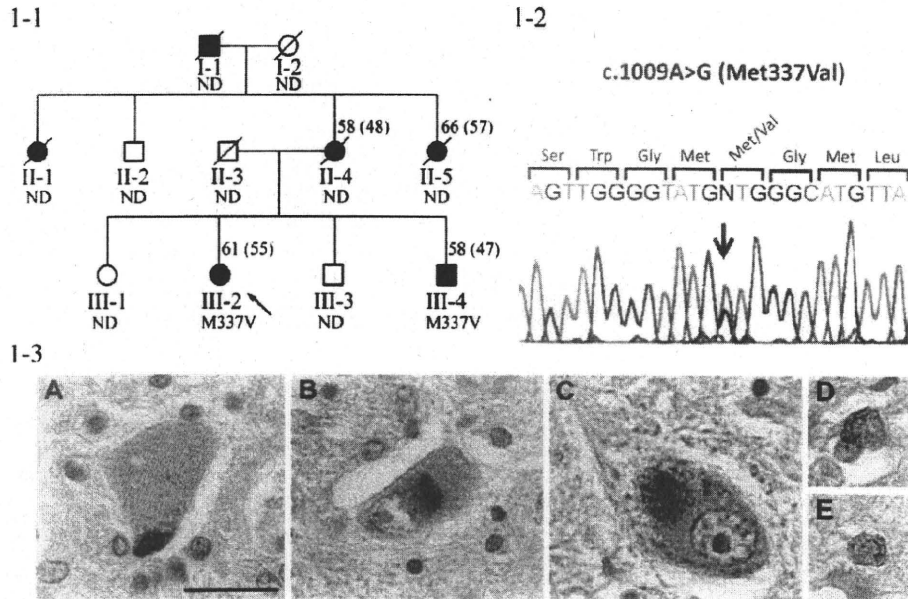 1-1
1-2
I-1
I-2
ND
ND
c.1009A>G (Met337Val)
58 (48)
66 (57)
II-1
II-2
II-3
II-4
II-5
ND
ND
ND
ND
ND
Ser
Trp
Gly
Met
Met/Val
Gly
Met
Leu
AGTTGGGGTATGNTGGGCATGTTA
61 (55)
58 (47)
III-1
III-2
III-3
III-4
ND
M337V
ND
M337V
1-3
A
B
C
D
E